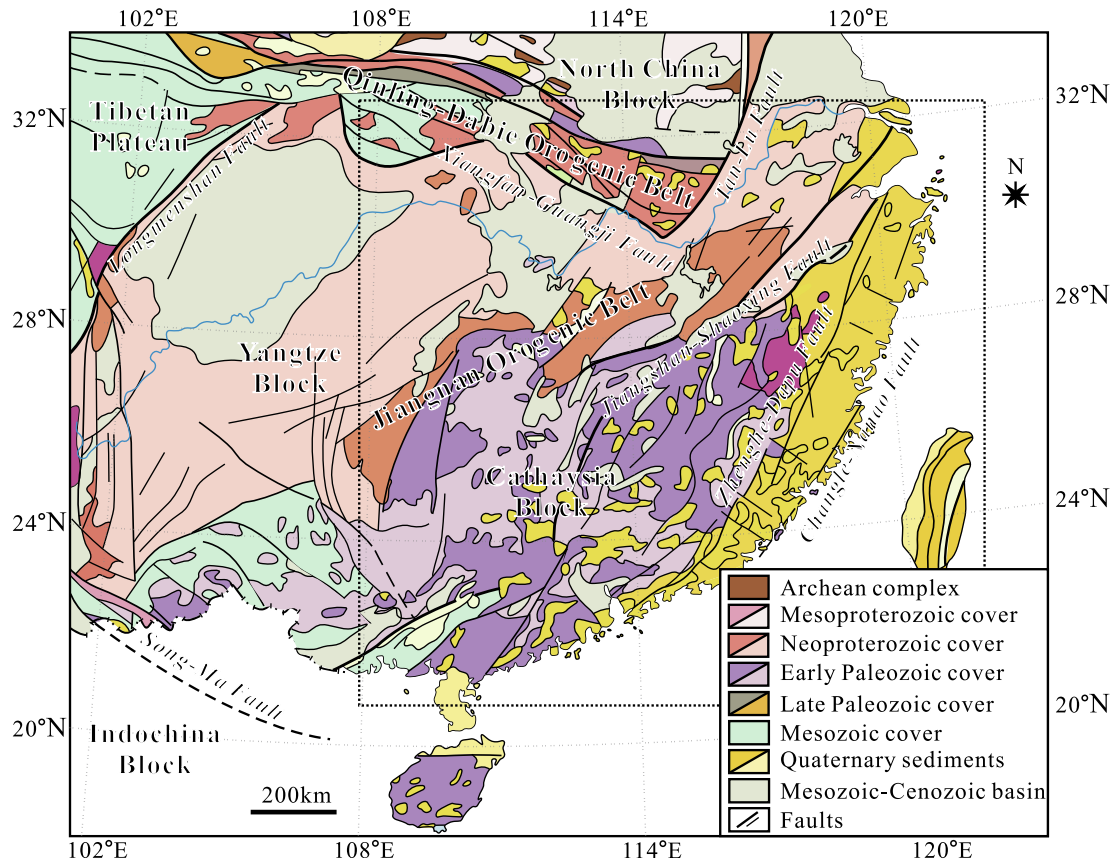 102°E 108°E 114°E 120°E
North China
Block
Qinling-Dabie Orogenic Belt
Tan-Lu Fault
32°N
32°N
Tibetan
Plateau
Longmenshan Fault
Xiangfan-Guangji Fault
N
28°N
28°N
Yangtze
Block
Jiangnan Orogenic Belt
Jiangshan-Shaoxing Fault
Zhenghe-Dapu Fault
Changle-Nanao Fault
Cathaysia
Block
24°N
24°N
Song-Ma Fault
20°N
20°N
Indochina
Block
200km
Archean complex
Mesoproterozoic cover
Neoproterozoic cover
Early Paleozoic cover
Late Paleozoic cover
Mesozoic cover
Quaternary sediments
Mesozoic-Cenozoic basin
Faults
102°E 108°E 114°E 120°E